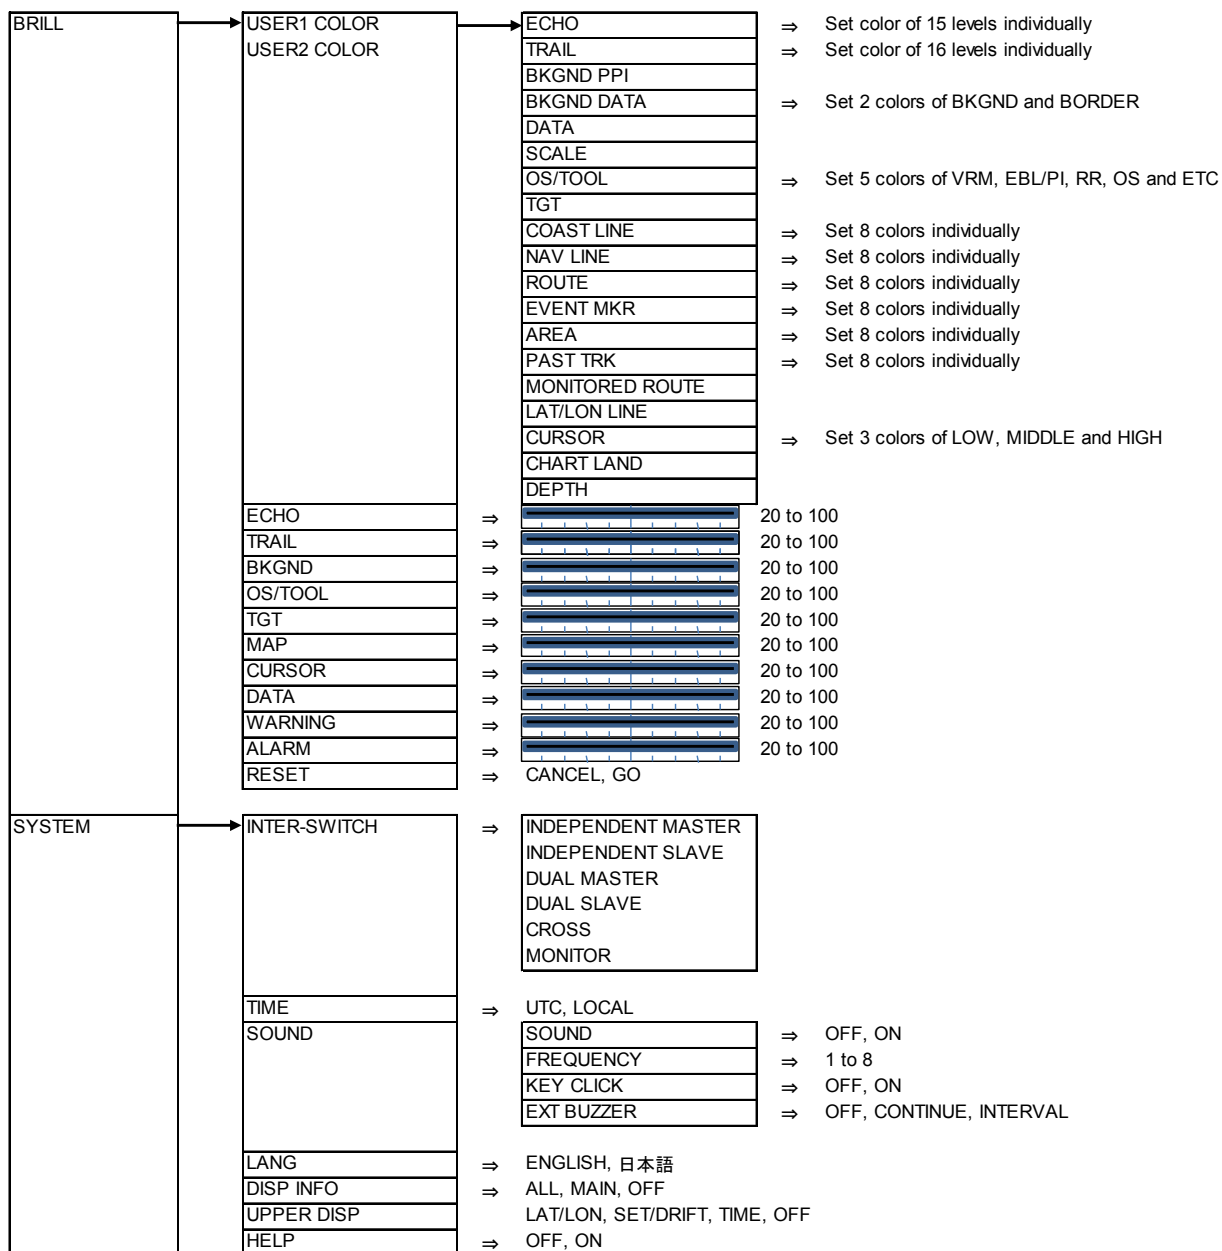 BRILL USER1 COLOR ECHO ⇒ Set color of 15 levels individually
USER2 COLOR TRAIL ⇒ Set color of 16 levels individually
BKGND PPI
BKGND DATA ⇒ Set 2 colors of BKGND and BORDER
DATA
SCALE
OS/TOOL ⇒ Set 5 colors of VRM, EBL/PI, RR, OS and ETC
TGT
COAST LINE ⇒ Set 8 colors individually
NAV LINE ⇒ Set 8 colors individually
ROUTE ⇒ Set 8 colors individually
EVENT MKR ⇒ Set 8 colors individually
AREA ⇒ Set 8 colors individually
PAST TRK ⇒ Set 8 colors individually
MONITORED ROUTE
LAT/LON LINE
CURSOR ⇒ Set 3 colors of LOW, MIDDLE and HIGH
CHART LAND
DEPTH
ECHO ⇒ 20 to 100
TRAIL ⇒ 20 to 100
BKGND ⇒ 20 to 100
OS/TOOL ⇒ 20 to 100
TGT ⇒ 20 to 100
MAP ⇒ 20 to 100
CURSOR ⇒ 20 to 100
DATA ⇒ 20 to 100
WARNING ⇒ 20 to 100
ALARM ⇒ 20 to 100
RESET ⇒ CANCEL, GO
SYSTEM INTER-SWITCH ⇒ INDEPENDENT MASTER
INDEPENDENT SLAVE
DUAL MASTER
DUAL SLAVE
CROSS
MONITOR
TIME ⇒ UTC, LOCAL
SOUND SOUND ⇒ OFF, ON
FREQUENCY ⇒ 1 to 8
KEY CLICK ⇒ OFF, ON
EXT BUZZER ⇒ OFF, CONTINUE, INTERVAL
LANG ⇒ ENGLISH, 日本語
DISP INFO ⇒ ALL, MAIN, OFF
UPPER DISP LAT/LON, SET/DRIFT, TIME, OFF
HELP ⇒ OFF, ON